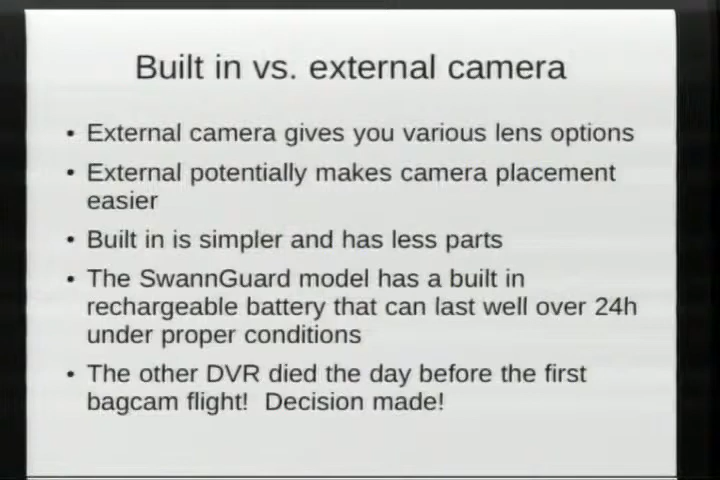 Built in vs. external camera
• External camera gives you various lens options
• External potentially makes camera placement
easier
• Built in is simpler and has less parts
• The SwannGuard model has a built in
rechargeable battery that can last well over 24h
under proper conditions
• The other DVR died the day before the first
bagcam flight!  Decision made!